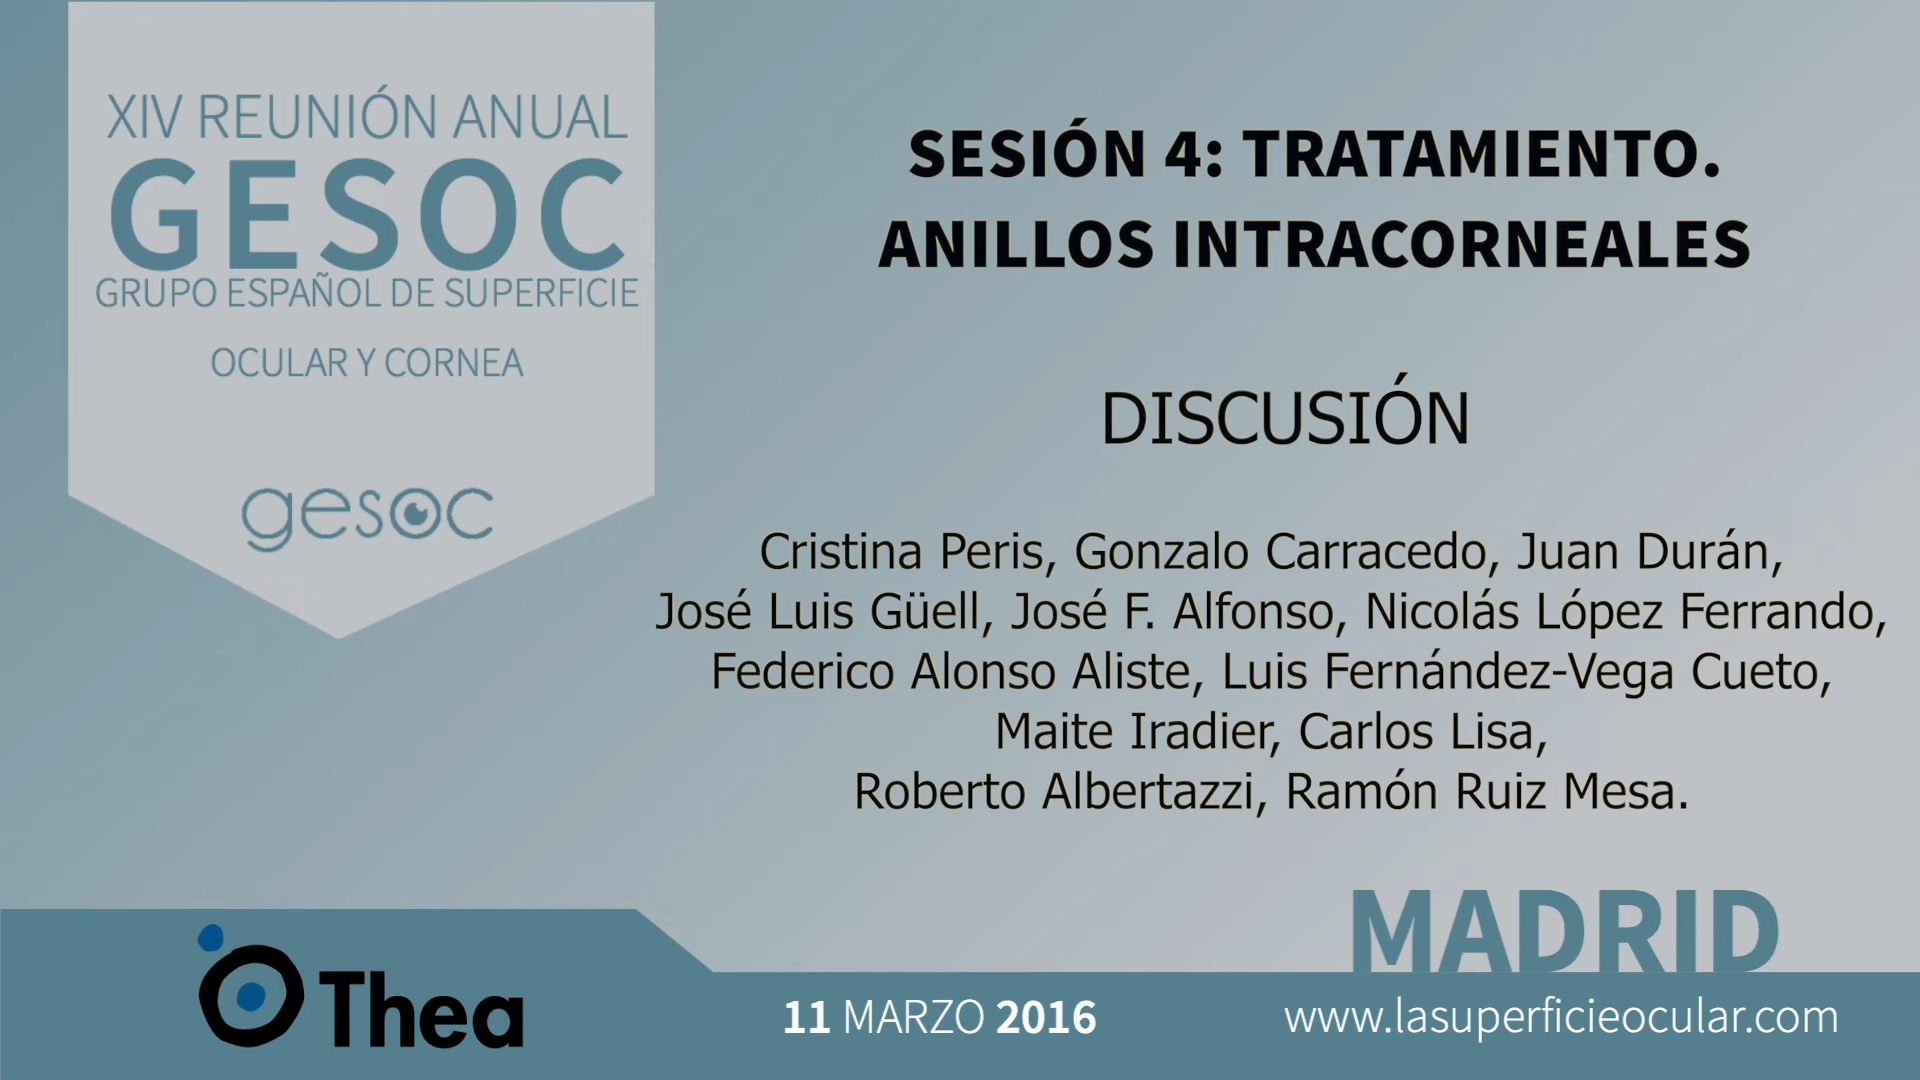 XIV REUNIÓN ANUAL
GESOC
GRUPO ESPAÑOL DE SUPERFICIE
OCULAR Y CORNEA
gesoc
SESIÓN 4: TRATAMIENTO.
ANILLOS INTRACORNEALES
DISCUSIÓN
Cristina Peris, Gonzalo Carracedo, Juan Durán,
José Luis Güell, José F. Alfonso, Nicolás López Ferrando,
Federico Alonso Aliste, Luis Fernández-Vega Cueto,
Maite Iradier, Carlos Lisa,
Roberto Albertazzi, Ramón Ruiz Mesa.
MADRID
Thea
11 MARZO 2016
www.lasuperficieocular.com